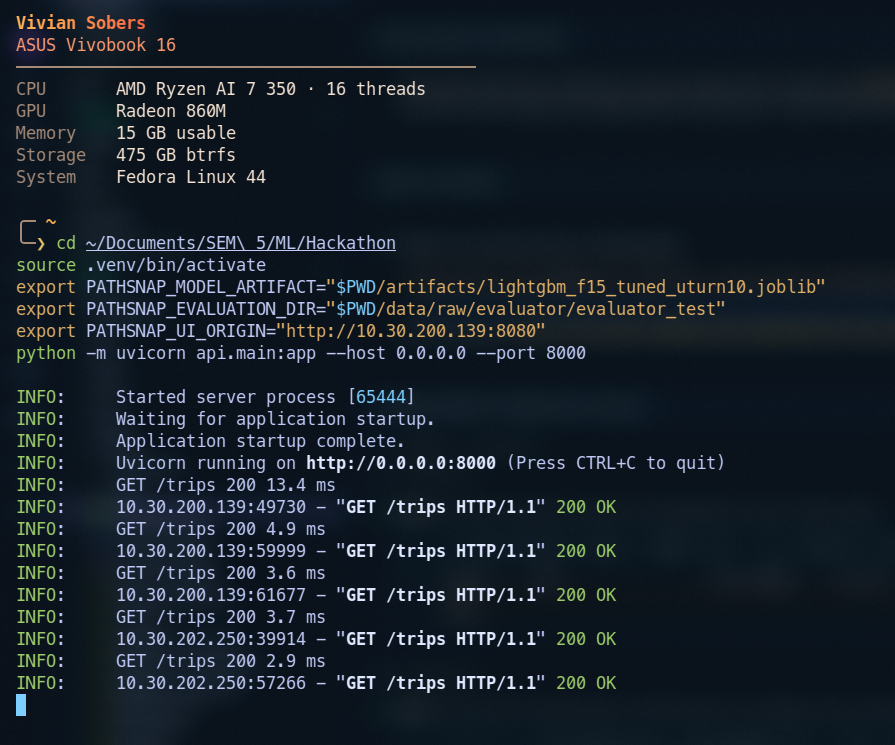 Vivian Sobers
ASUS Vivobook 16
CPU AMD Ryzen AI 7 350 · 16 threads
GPU Radeon 860M
Memory 15 GB usable
Storage 475 GB btrfs
System Fedora Linux 44
~
❯ cd ~/Documents/SEM\ 5/ML/Hackathon
source .venv/bin/activate
export PATHSNAP_MODEL_ARTIFACT="$PWD/artifacts/lightgbm_f15_tuned_uturn10.joblib"
export PATHSNAP_EVALUATION_DIR="$PWD/data/raw/evaluator/evaluator_test"
export PATHSNAP_UI_ORIGIN="http://10.30.200.139:8080"
python -m uvicorn api.main:app --host 0.0.0.0 --port 8000
INFO: Started server process [65444]
INFO: Waiting for application startup.
INFO: Application startup complete.
INFO: Uvicorn running on http://0.0.0.0:8000 (Press CTRL+C to quit)
INFO: GET /trips 200 13.4 ms
INFO: 10.30.200.139:49730 - "GET /trips HTTP/1.1" 200 OK
INFO: GET /trips 200 4.9 ms
INFO: 10.30.200.139:59999 - "GET /trips HTTP/1.1" 200 OK
INFO: GET /trips 200 3.6 ms
INFO: 10.30.200.139:61677 - "GET /trips HTTP/1.1" 200 OK
INFO: GET /trips 200 3.7 ms
INFO: 10.30.202.250:39914 - "GET /trips HTTP/1.1" 200 OK
INFO: GET /trips 200 2.9 ms
INFO: 10.30.202.250:57266 - "GET /trips HTTP/1.1" 200 OK